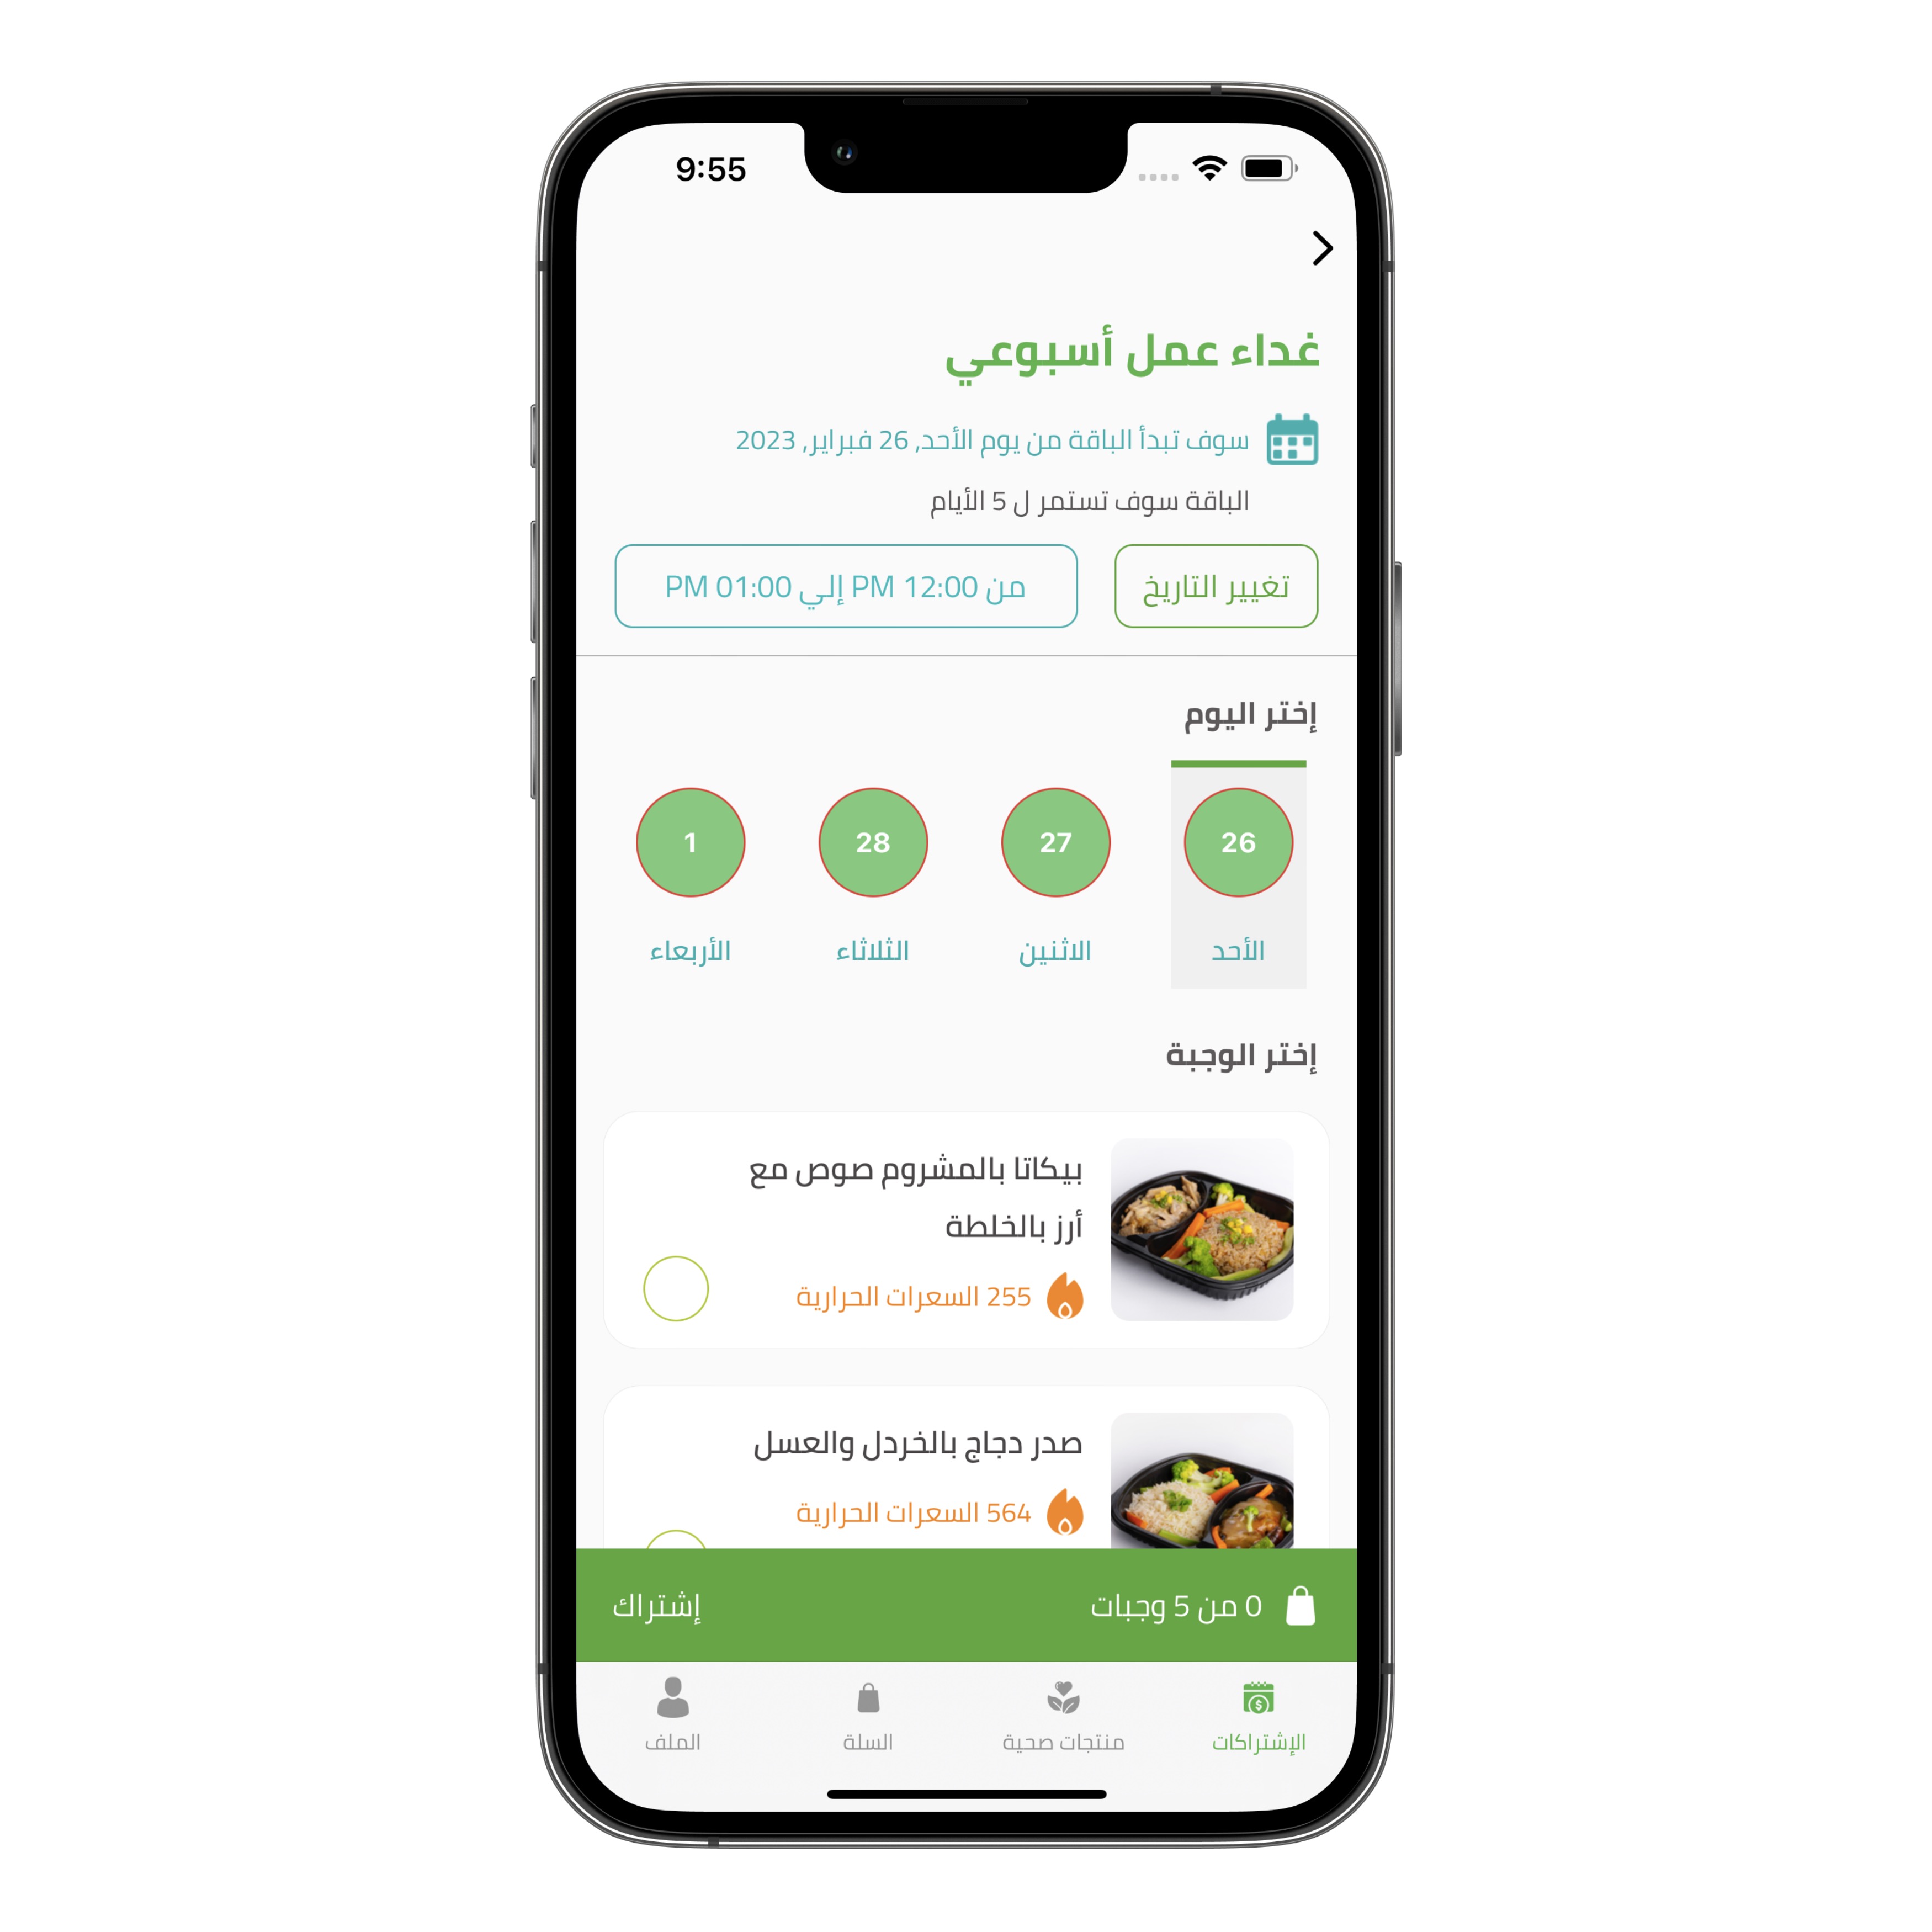 9:55
غداء عمل أسبوعي
سوف تبدأ الباقة من يوم الأحد, 26 فبراير, 2023
الباقة سوف تستمر ل 5 الأيام
تغيير التاريخ
من 12:00 PM إلي 01:00 PM
إختر اليوم
26 27 28 1
الأحد الاثنين الثلاثاء الأربعاء
إختر الوجبة
بيكاتا بالمشروم صوص مع
أرز بالخلطة
255 السعرات الحرارية
صدر دجاج بالخردل والعسل
564 السعرات الحرارية
0 من 5 وجبات إشتراك
الإشتراكات منتجات صحية السلة الملف